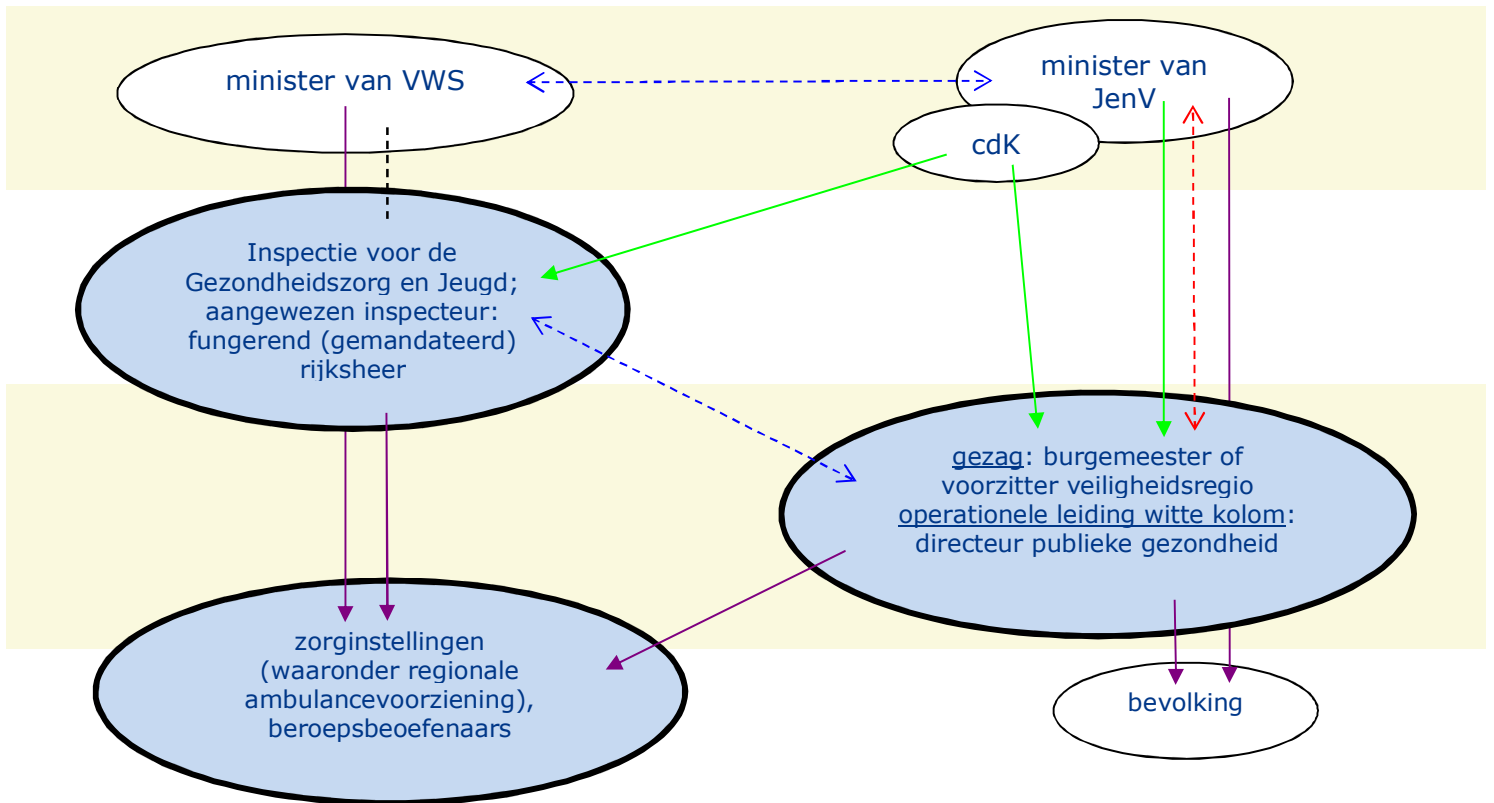 minister van VWS
minister van
JenV
cdK
Inspectie voor de
Gezondheidszorg en Jeugd;
aangewezen inspecteur:
fungerend (gemandateerd)
rijksheer
gezag: burgemeester of
voorzitter veiligheidsregio
operationele leiding witte kolom:
directeur publieke gezondheid
zorginstellingen
(waaronder regionale
ambulancevoorziening),
beroepsbeoefenaars
bevolking